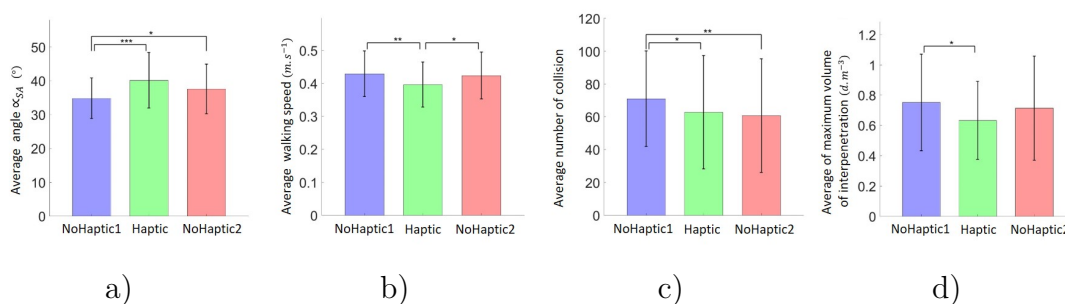 Average angle ∝SA (°)
50
40
30
20
10
0
*
***
NoHaptic1 Haptic NoHaptic2
a)
Average walking speed (m.s⁻¹)
0.5
0.4
0.3
0.2
0.1
0
**
*
NoHaptic1 Haptic NoHaptic2
b)
Average number of collision
120
100
80
60
40
20
0
**
*
NoHaptic1 Haptic NoHaptic2
c)
Average of maximum volume
of interpenetration (d.m⁻³)
1.2
1
0.8
0.6
0.4
0.2
0
*
NoHaptic1 Haptic NoHaptic2
d)